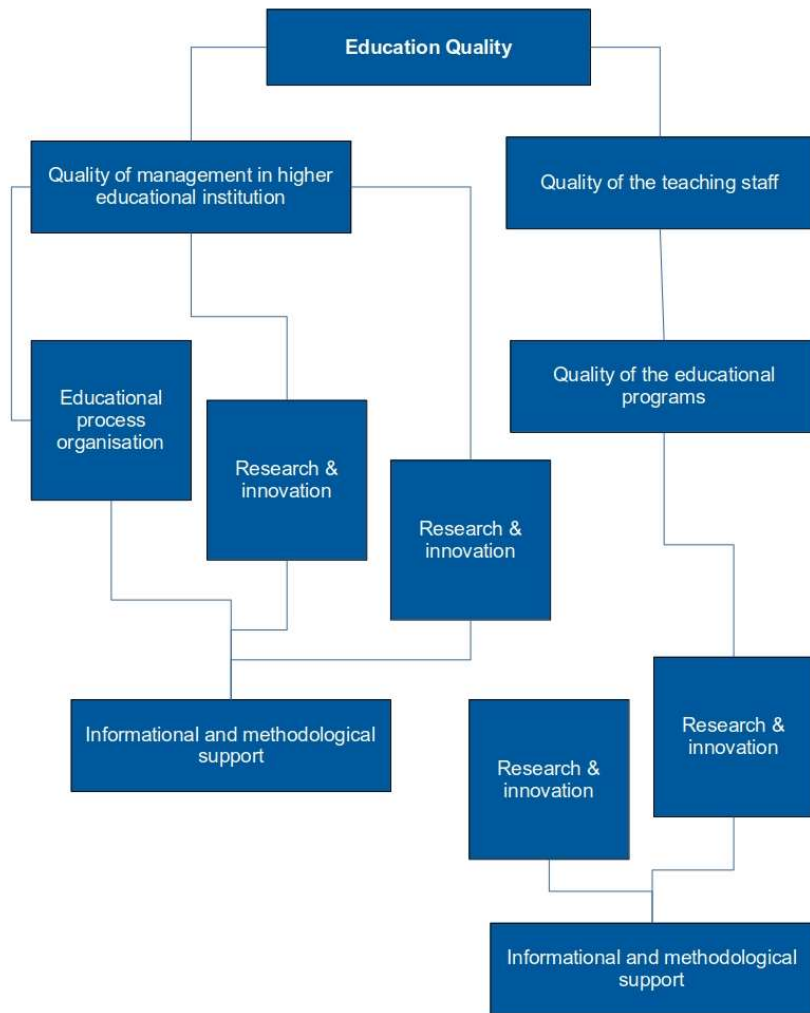 Education Quality
Quality of management in higher
educational institution
Quality of the teaching staff
Educational
process
organisation
Quality of the educational
programs
Research &
innovation
Research &
innovation
Informational and methodological
support
Research &
innovation
Research &
innovation
Informational and methodological
support